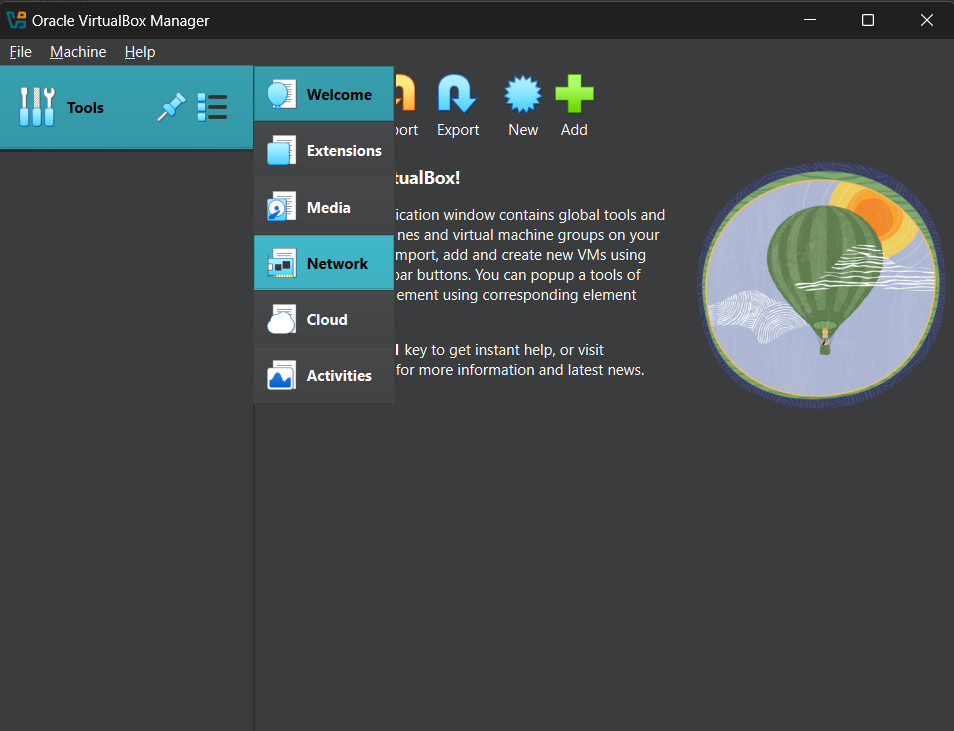 Oracle VirtualBox Manager
File Machine Help
Tools
Welcome
Extensions
Media
Network
Cloud
Activities
ort Export New Add
tualBox!
ication window contains global tools and
nes and virtual machine groups on your
mport, add and create new VMs using
bar buttons. You can popup a tools of
ement using corresponding element
key to get instant help, or visit
for more information and latest news.